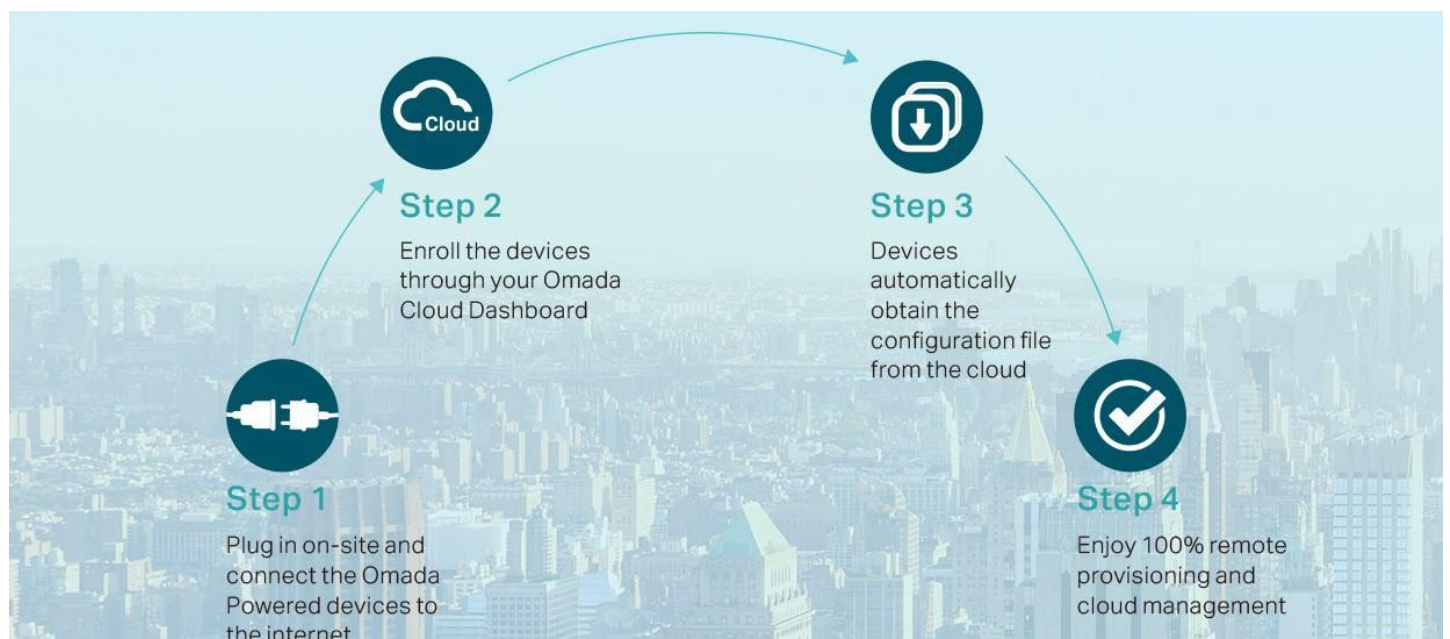 Cloud
Step 2
Enroll the devices
through your Omada
Cloud Dashboard
Step 3
Devices
automatically
obtain the
configuration file
from the cloud
Step 1
Plug in on-site and
connect the Omada
Powered devices to
the internet
Step 4
Enjoy 100% remote
provisioning and
cloud management